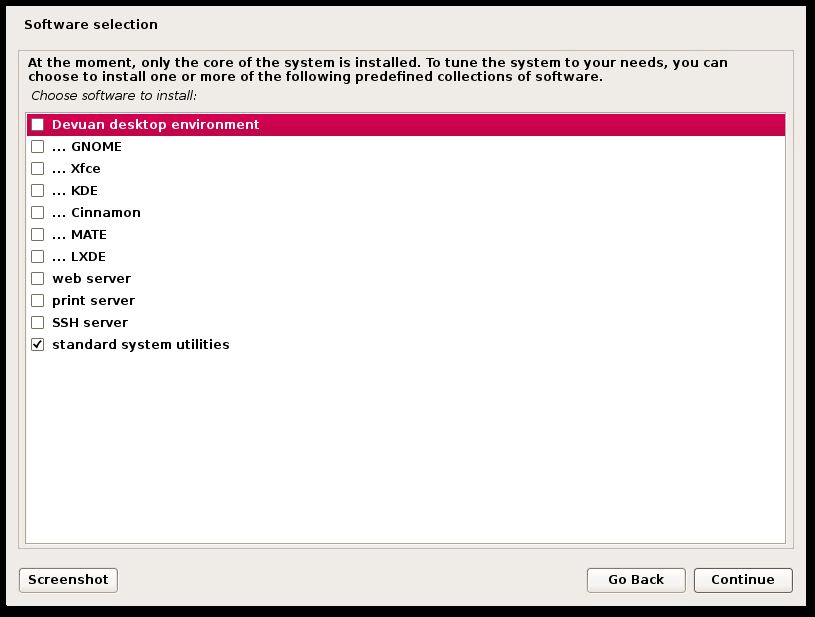 Software selection
At the moment, only the core of the system is installed. To tune the system to your needs, you can
choose to install one or more of the following predefined collections of software.
Choose software to install:
Devuan desktop environment
... GNOME
... Xfce
... KDE
... Cinnamon
... MATE
... LXDE
web server
print server
SSH server
standard system utilities
Screenshot Go Back Continue